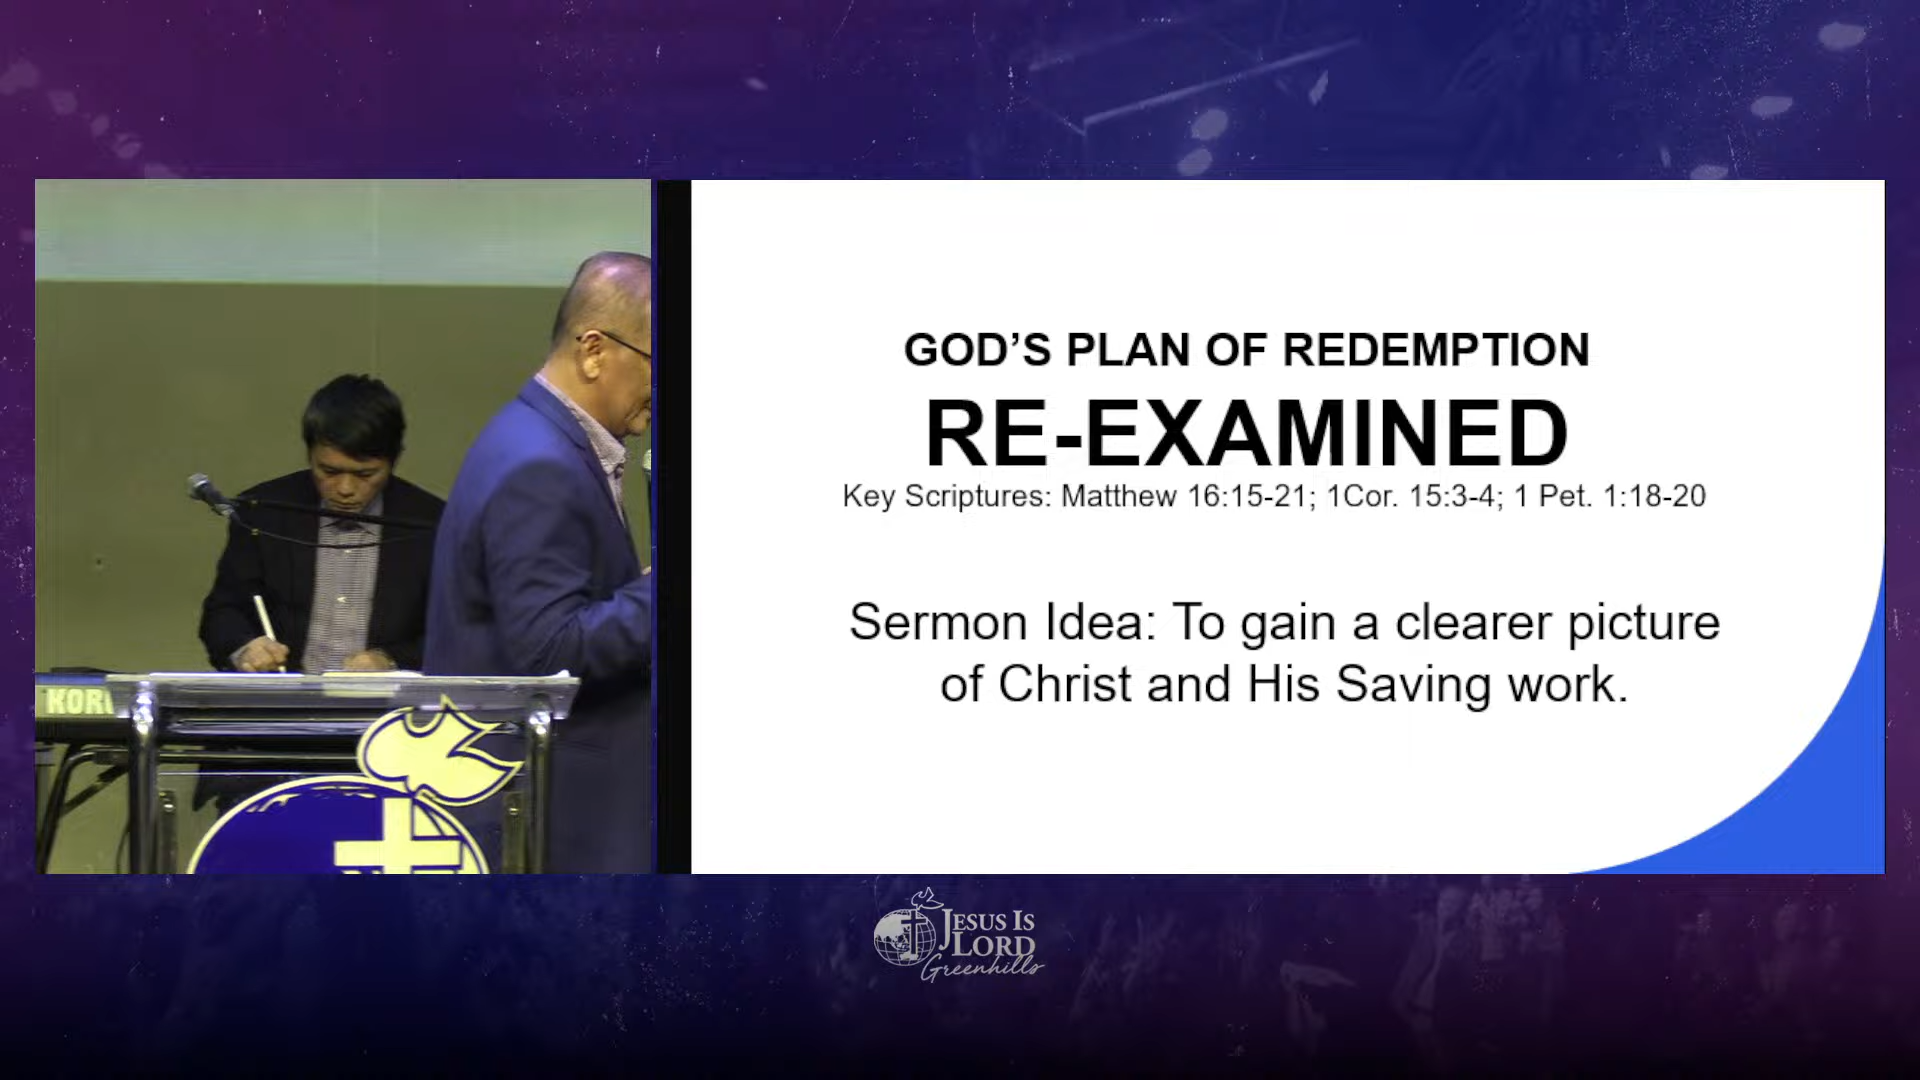 GOD’S PLAN OF REDEMPTION
RE-EXAMINED
Key Scriptures: Matthew 16:15-21; 1Cor. 15:3-4; 1 Pet. 1:18-20
Sermon Idea: To gain a clearer picture
of Christ and His Saving work.
JESUS IS
LORD
Greenhills